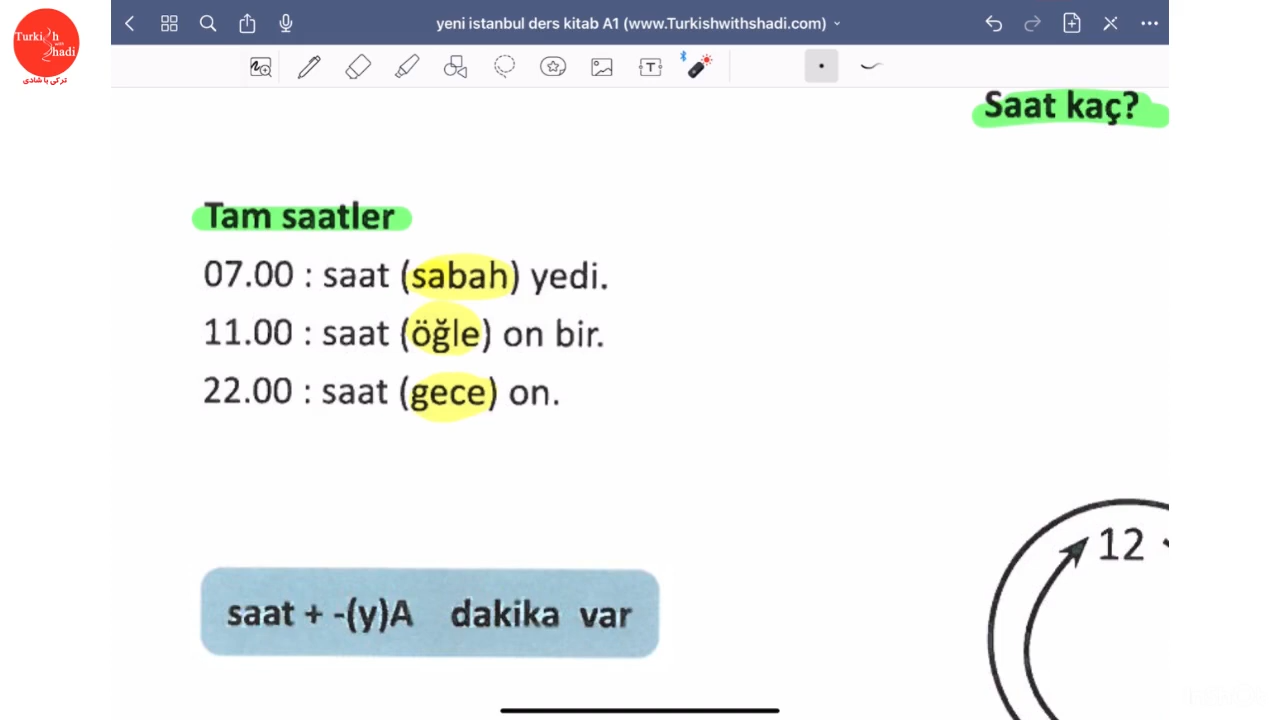 Turkish
with
Shadi
ترکی با شادی
yeni istanbul ders kitab A1 (www.Turkishwithshadi.com)
Saat kaç?
Tam saatler
07.00 : saat (sabah) yedi.
11.00 : saat (öğle) on bir.
22.00 : saat (gece) on.
12
saat + -(y)A dakika var